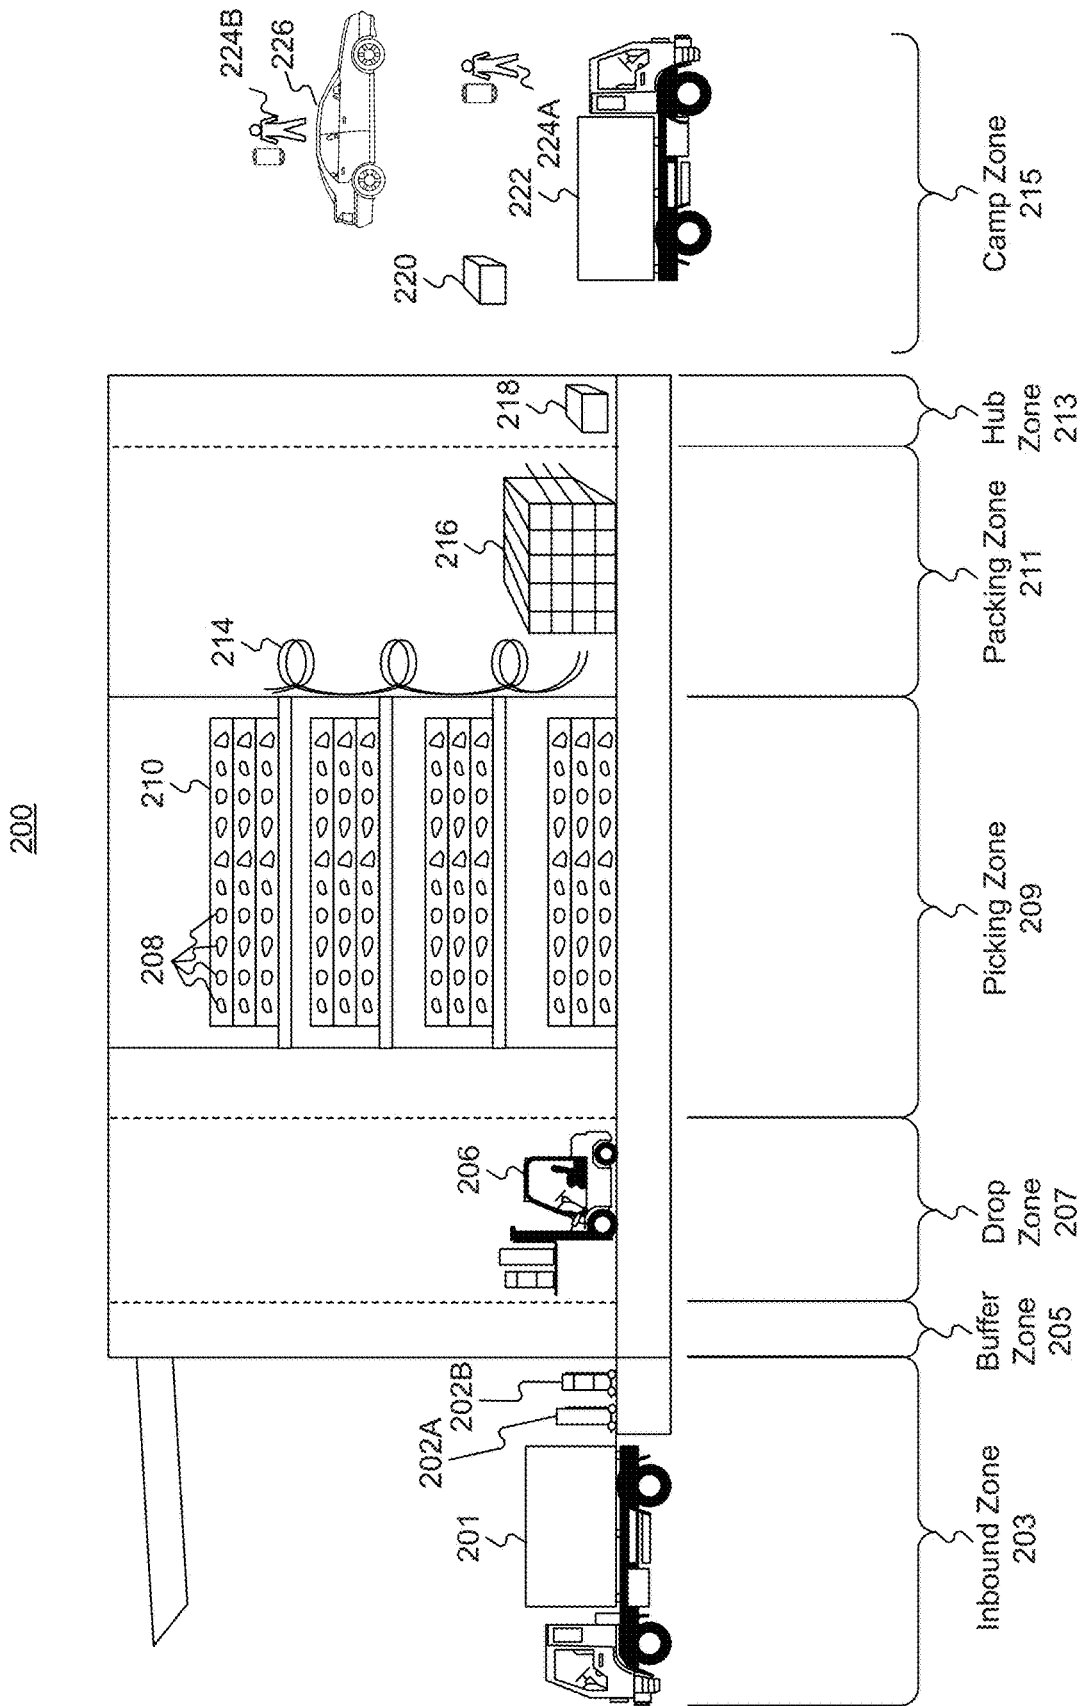 200
224B
226
224A
222
220
218
216
214
210
208
206
202B
202A
201
Inbound Zone
203
Buffer
Zone
205
Drop
Zone
207
Picking Zone
209
Packing Zone
211
Hub
Zone
213
Camp Zone
215